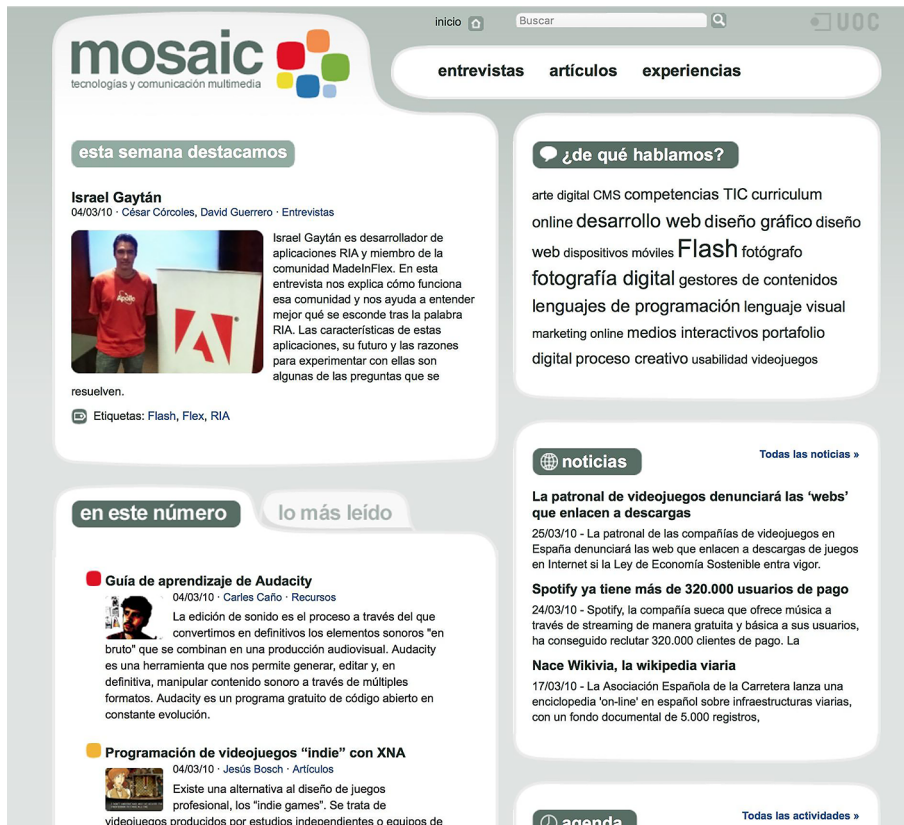 inicio
Buscar
UOC
mosaic
tecnologías y comunicación multimedia
entrevistas artículos experiencias
esta semana destacamos
Israel Gaytán
04/03/10 · César Córcoles, David Guerrero · Entrevistas
Israel Gaytán es desarrollador de
aplicaciones RIA y miembro de la
comunidad MadeInFlex. En esta
entrevista nos explica cómo funciona
esa comunidad y nos ayuda a entender
mejor qué se esconde tras la palabra
RIA. Las características de estas
aplicaciones, su futuro y las razones
para experimentar con ellas son
algunas de las preguntas que se
resuelven.
Apollo
Etiquetas: Flash, Flex, RIA
¿de qué hablamos?
arte digital CMS competencias TIC curriculum
online desarrollo web diseño gráfico diseño
web dispositivos móviles Flash fotógrafo
fotografía digital gestores de contenidos
lenguajes de programación lenguaje visual
marketing online medios interactivos portafolio
digital proceso creativo usabilidad videojuegos
en este número lo más leído
Guía de aprendizaje de Audacity
04/03/10 · Carles Caño · Recursos
La edición de sonido es el proceso a través del que
convertimos en definitivos los elementos sonoros "en
bruto" que se combinan en una producción audiovisual. Audacity
es una herramienta que nos permite generar, editar y, en
definitiva, manipular contenido sonoro a través de múltiples
formatos. Audacity es un programa gratuito de código abierto en
constante evolución.
Programación de videojuegos “indie” con XNA
04/03/10 · Jesús Bosch · Artículos
Existe una alternativa al diseño de juegos
profesional, los “indie games”. Se trata de
videojuegos producidos por estudios independientes o equipos de
noticias
Todas las noticias »
La patronal de videojuegos denunciará las ‘webs’
que enlacen a descargas
25/03/10 - La patronal de las compañías de videojuegos en
España denunciará las web que enlacen a descargas de juegos
en Internet si la Ley de Economía Sostenible entra vigor.
Spotify ya tiene más de 320.000 usuarios de pago
24/03/10 - Spotify, la compañía sueca que ofrece música a
través de streaming de manera gratuita y básica a sus usuarios,
ha conseguido reclutar 320.000 clientes de pago. La
Nace Wikivia, la wikipedia viaria
17/03/10 - La Asociación Española de la Carretera lanza una
enciclopedia 'on-line' en español sobre infraestructuras viarias,
con un fondo documental de 5.000 registros,
agenda
Todas las actividades »